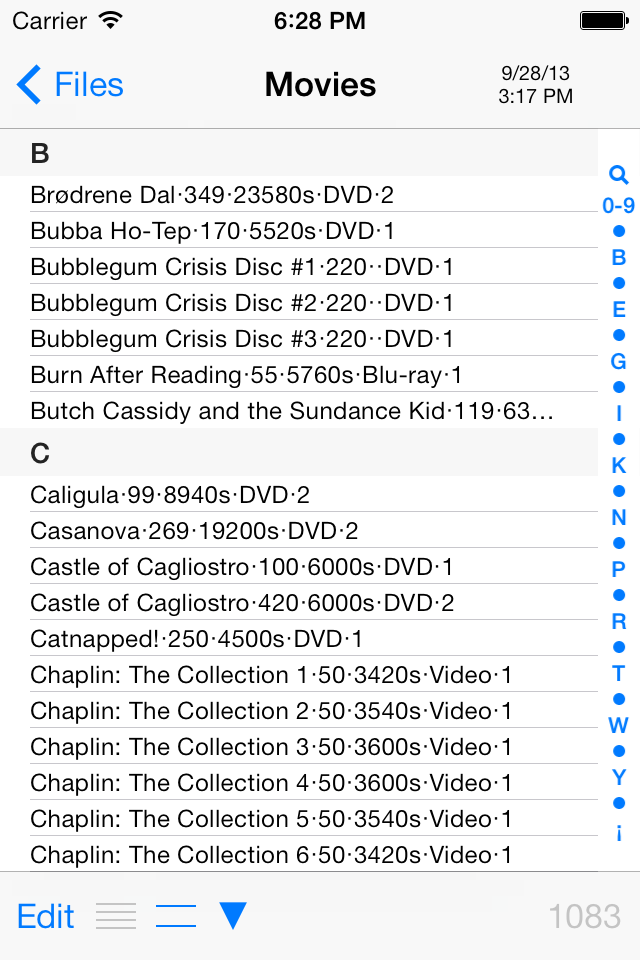 Carrier 6:28 PM
Files Movies 9/28/13
3:17 PM
B
Brødrene Dal·349·23580s·DVD·2
Bubba Ho-Tep·170·5520s·DVD·1
Bubblegum Crisis Disc #1·220··DVD·1
Bubblegum Crisis Disc #2·220··DVD·1
Bubblegum Crisis Disc #3·220··DVD·1
Burn After Reading·55·5760s·Blu-ray·1
Butch Cassidy and the Sundance Kid·119·63...
C
Caligula·99·8940s·DVD·2
Casanova·269·19200s·DVD·2
Castle of Cagliostro·100·6000s·DVD·1
Castle of Cagliostro·420·6000s·DVD·2
Catnapped!·250·4500s·DVD·1
Chaplin: The Collection 1·50·3420s·Video·1
Chaplin: The Collection 2·50·3540s·Video·1
Chaplin: The Collection 3·50·3600s·Video·1
Chaplin: The Collection 4·50·3600s·Video·1
Chaplin: The Collection 5·50·3540s·Video·1
Chaplin: The Collection 6·50·3420s·Video·1
0-9
B
E
G
I
K
N
P
R
T
W
Y
¡
Edit 1083